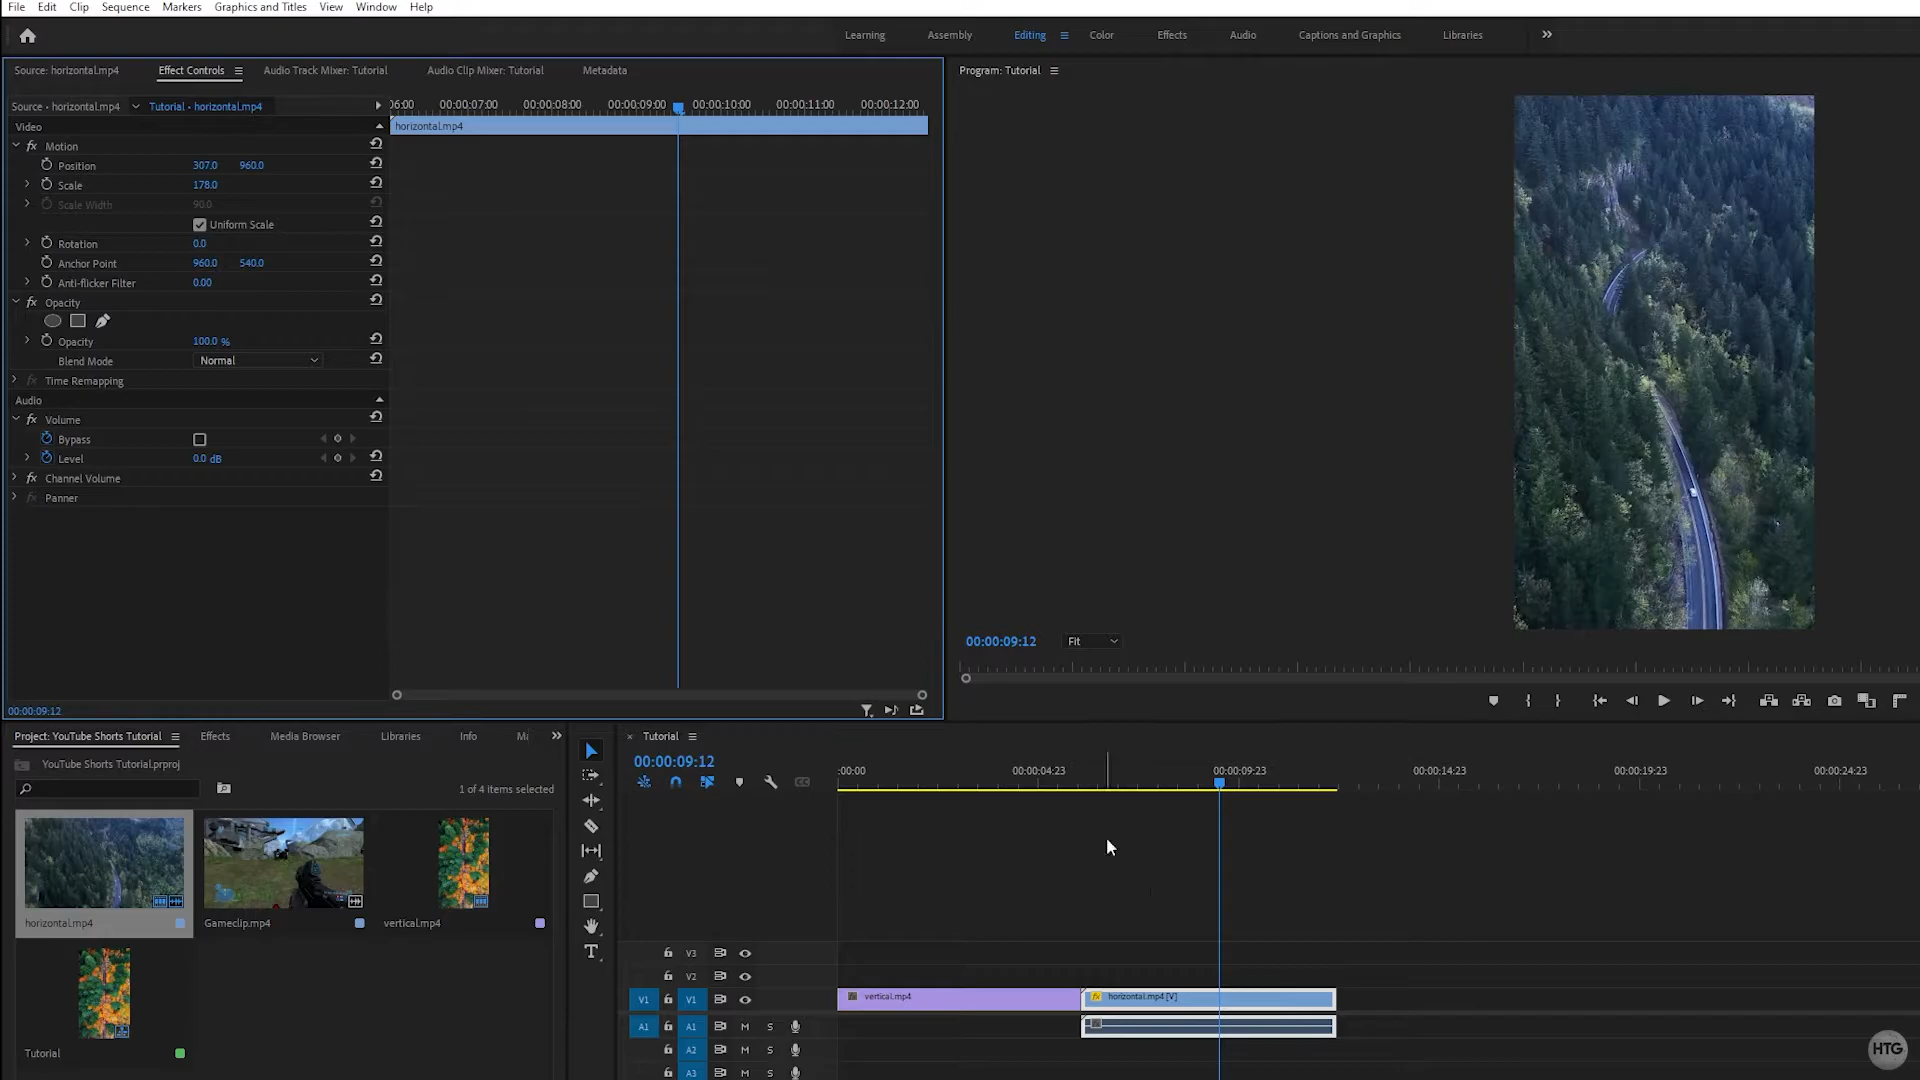 File Edit Clip Sequence Markers Graphics and Titles View Window Help
Learning Assembly Editing Color Effects Audio Captions and Graphics Libraries
Source: horizontal.mp4 Effect Controls Audio Track Mixer: Tutorial Audio Clip Mixer: Tutorial Metadata
Program: Tutorial
Source • horizontal.mp4 Tutorial • horizontal.mp4
06:00 00:00:07:00 00:00:08:00 00:00:09:00 00:00:10:00 00:00:11:00 00:00:12:00
Video
horizontal.mp4
fx Motion
Position 307.0 960.0
Scale 178.0
Scale Width 90.0
Uniform Scale
Rotation 0.0
Anchor Point 960.0 540.0
Anti-flicker Filter 0.00
fx Opacity
Opacity 100.0 %
Blend Mode Normal
fx Time Remapping
Audio
fx Volume
Bypass
Level 0.0 dB
fx Channel Volume
fx Panner
00:00:09:12 Fit
00:00:09:12
Project: YouTube Shorts Tutorial Effects Media Browser Libraries Info
YouTube Shorts Tutorial.prproj
1 of 4 items selected
horizontal.mp4 Gameclip.mp4 vertical.mp4
Tutorial
× Tutorial
00:00:09:12
:00:00 00:00:04:23 00:00:09:23 00:00:14:23 00:00:19:23 00:00:24:23
V3
V2
V1 V1 vertical.mp4 fx horizontal.mp4 [V]
A1 A1 M S
A2 M S
A3 M S
T
HTG